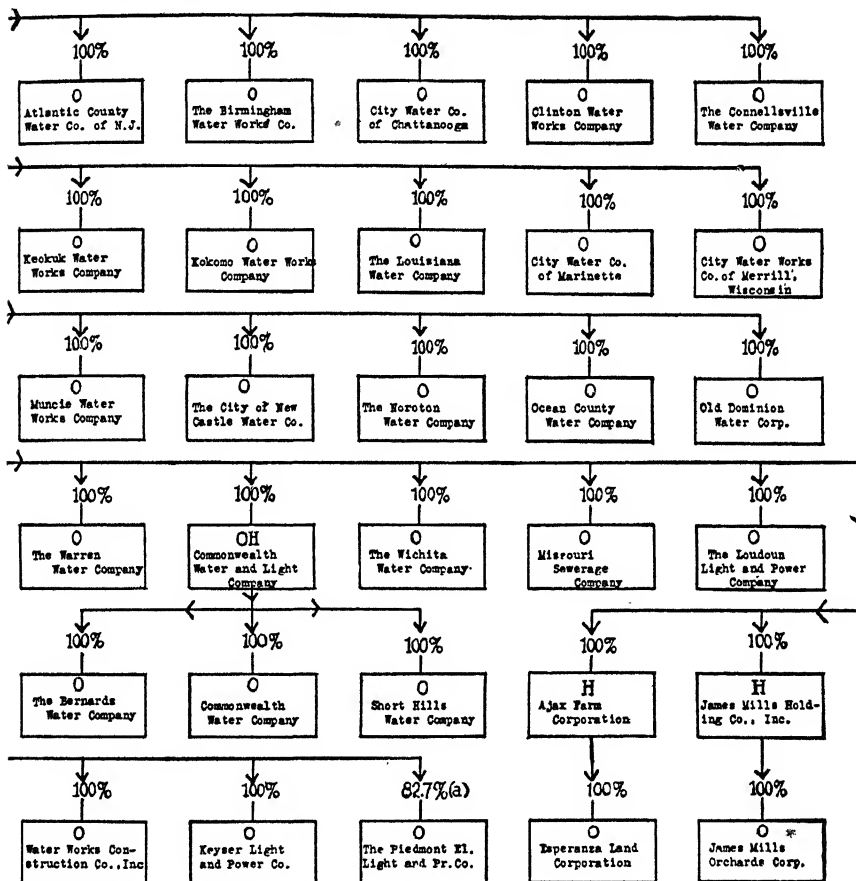 100% 100% 100% 100% 100%
O O O O O
Atlantic County The Birmingham City Water Co. Clinton Water The Connellsville
Water Co. of N.J. Water Works Co. of Chattanooga Works Company Water Company
100% 100% 100% 100% 100%
O O O O O
Keokuk Water Kokomo Water Works The Louisiana City Water Co. City Water Works
Works Company Company Water Company of Marinette Co. of Merrill,
Wisconsin
100% 100% 100% 100% 100%
O O O O O
Muncie Water The City of New The Noroton Ocean County Old Dominion
Works Company Castle Water Co. Water Company Water Company Water Corp.
100% 100% 100% 100% 100%
O OH O O O
The Warren Commonwealth The Wichita Missouri The Loudoun
Water Company Water and Light Water Company Sewerage Light and Power
Company Company Company
100% 100% 100% 100% 100%
O O O H H
The Bernards Commonwealth Short Hills Ajax Farm James Mills Hold-
Water Company Water Company Water Company Corporation ing Co., Inc.
100% 100% 82.7%(a) 100% 100%
O O O O O *
Water Works Con- Keyser Light The Piedmont El. Esperanza Land James Mills
struction Co., Inc and Power Co. Light and Pr. Co. Corporation Orchards Corp.